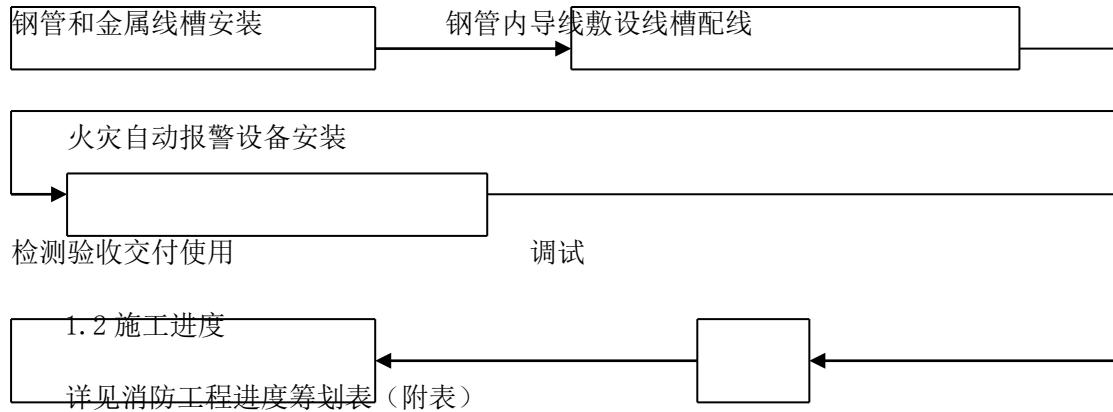 钢管和金属线槽安装 钢管内导线敷设线槽配线
火灾自动报警设备安装
检测验收交付使用 调试
1.2 施工进度
详见消防工程进度筹划表（附表）